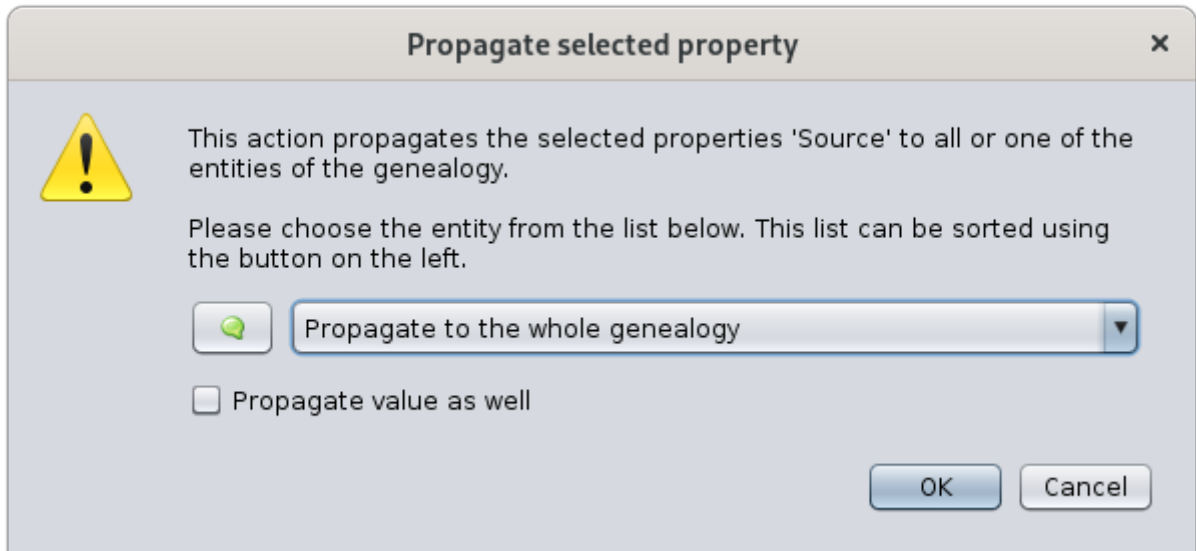 Propagate selected property
This action propagates the selected properties 'Source' to all or one of the
entities of the genealogy.
Please choose the entity from the list below. This list can be sorted using
the button on the left.
Propagate to the whole genealogy
Propagate value as well
OK
Cancel